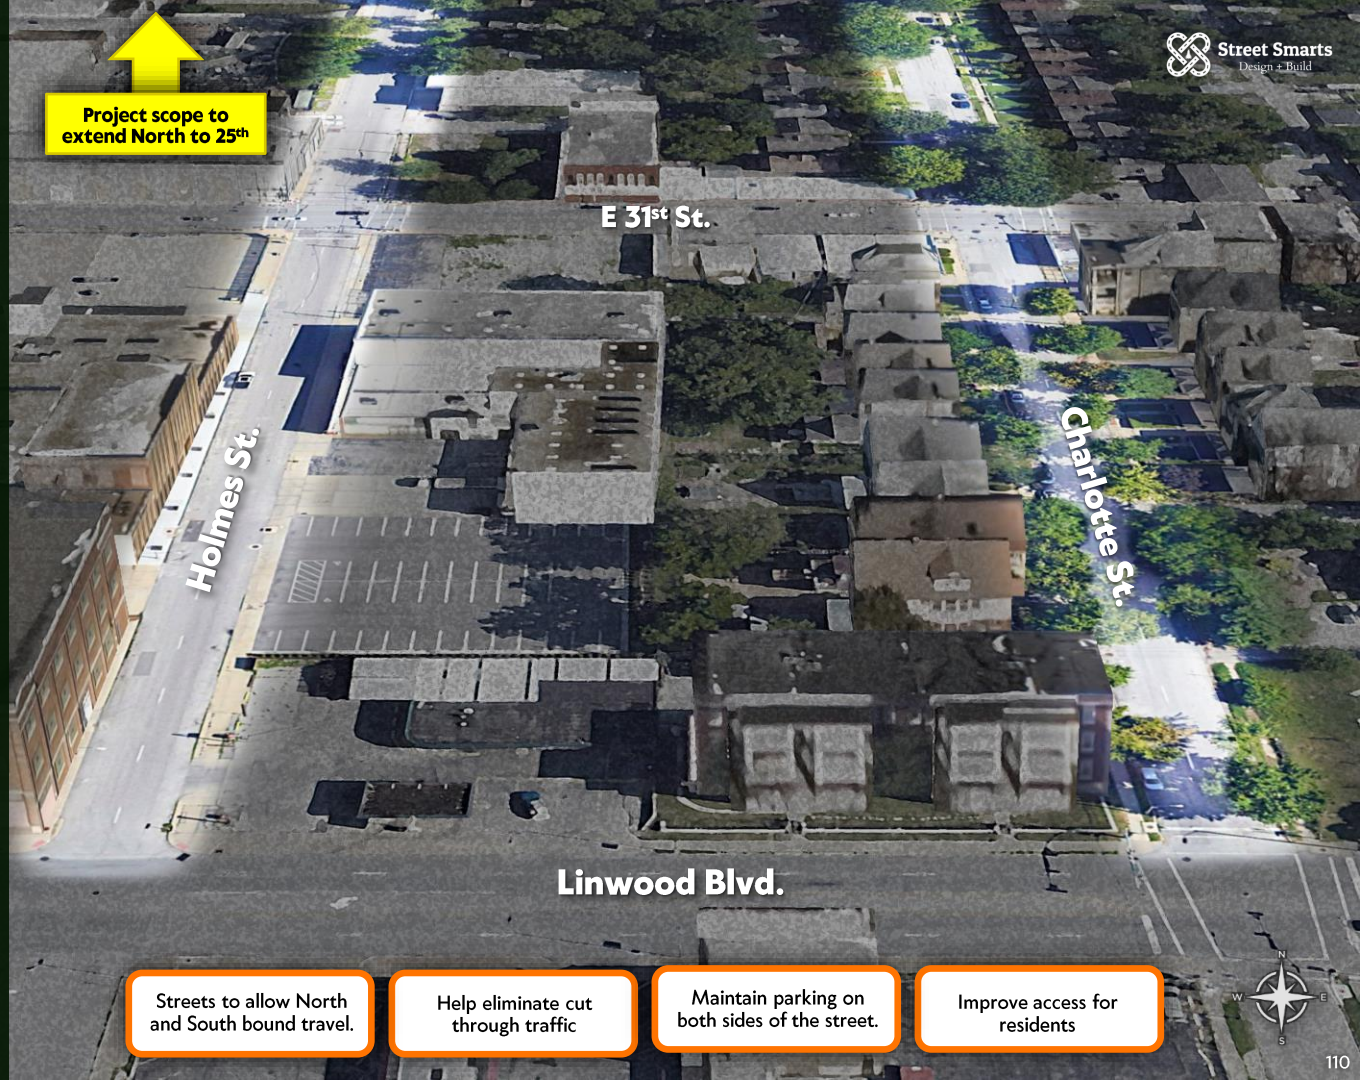 Project scope to
extend North to 25th
Street Smarts
Design + Build
E 31st St.
Holmes St.
Charlotte St.
Linwood Blvd.
Streets to allow North
and South bound travel.
Help eliminate cut
through traffic
Maintain parking on
both sides of the street.
Improve access for
residents
N
W
E
S
110